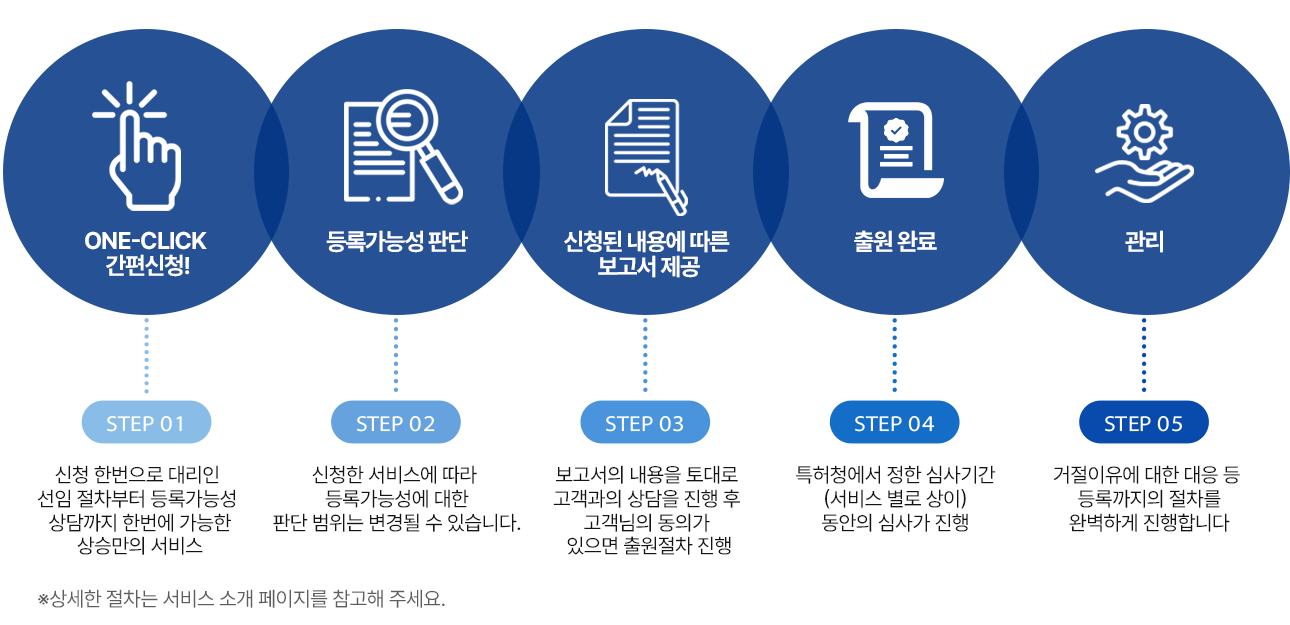 ONE-CLICK
간편신청!
등록가능성 판단
신청된 내용에 따른
보고서 제공
출원 완료
관리
STEP 01
신청 한번으로 대리인
선임 절차부터 등록가능성
상담까지 한번에 가능한
상승만의 서비스
STEP 02
신청한 서비스에 따라
등록가능성에 대한
판단 범위는 변경될 수 있습니다.
STEP 03
보고서의 내용을 토대로
고객과의 상담을 진행 후
고객님의 동의가
있으면 출원절차 진행
STEP 04
특허청에서 정한 심사기간
(서비스 별로 상이)
동안의 심사가 진행
STEP 05
거절이유에 대한 대응 등
등록까지의 절차를
완벽하게 진행합니다
※상세한 절차는 서비스 소개 페이지를 참고해 주세요.